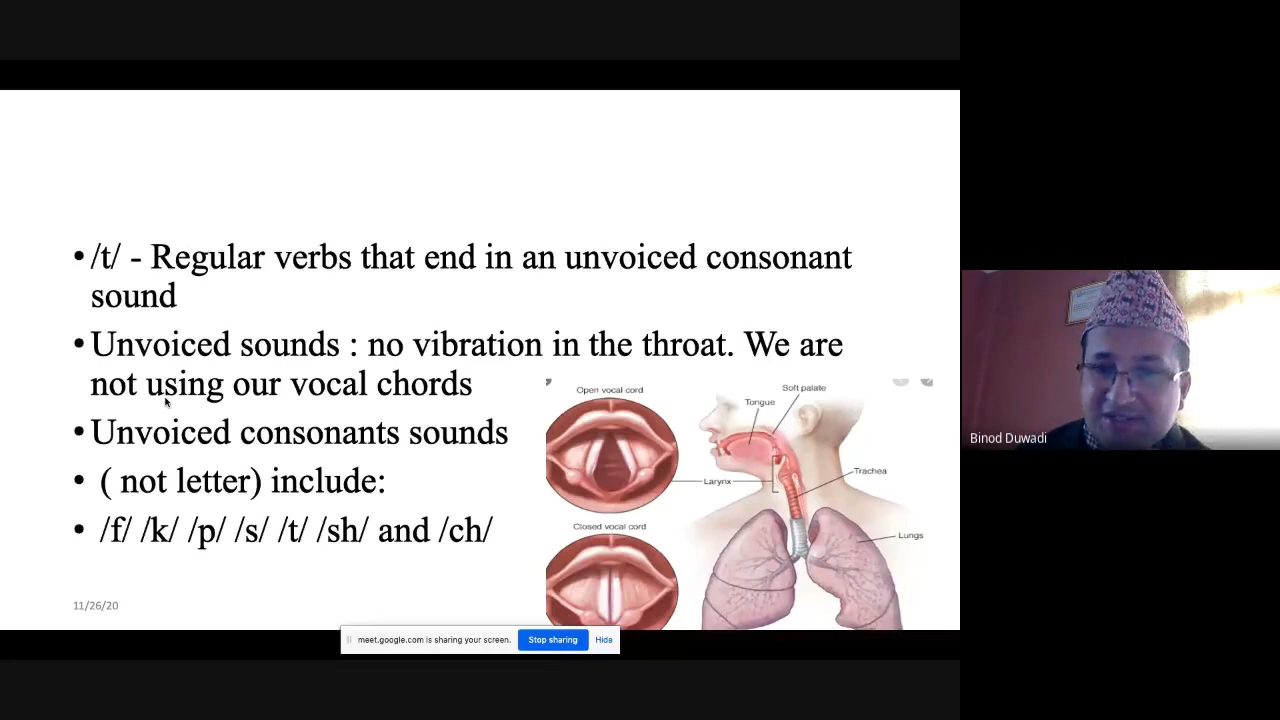 • /t/ - Regular verbs that end in an unvoiced consonant
sound
• Unvoiced sounds : no vibration in the throat. We are
not using our vocal chords
• Unvoiced consonants sounds
• ( not letter) include:
• /f/ /k/ /p/ /s/ /t/ /sh/ and /ch/
Open vocal cord
Soft palate
Tongue
Larynx
Trachea
Closed vocal cord
Lungs
11/26/20
meet.google.com is sharing your screen. Stop sharing Hide
Binod Duwadi